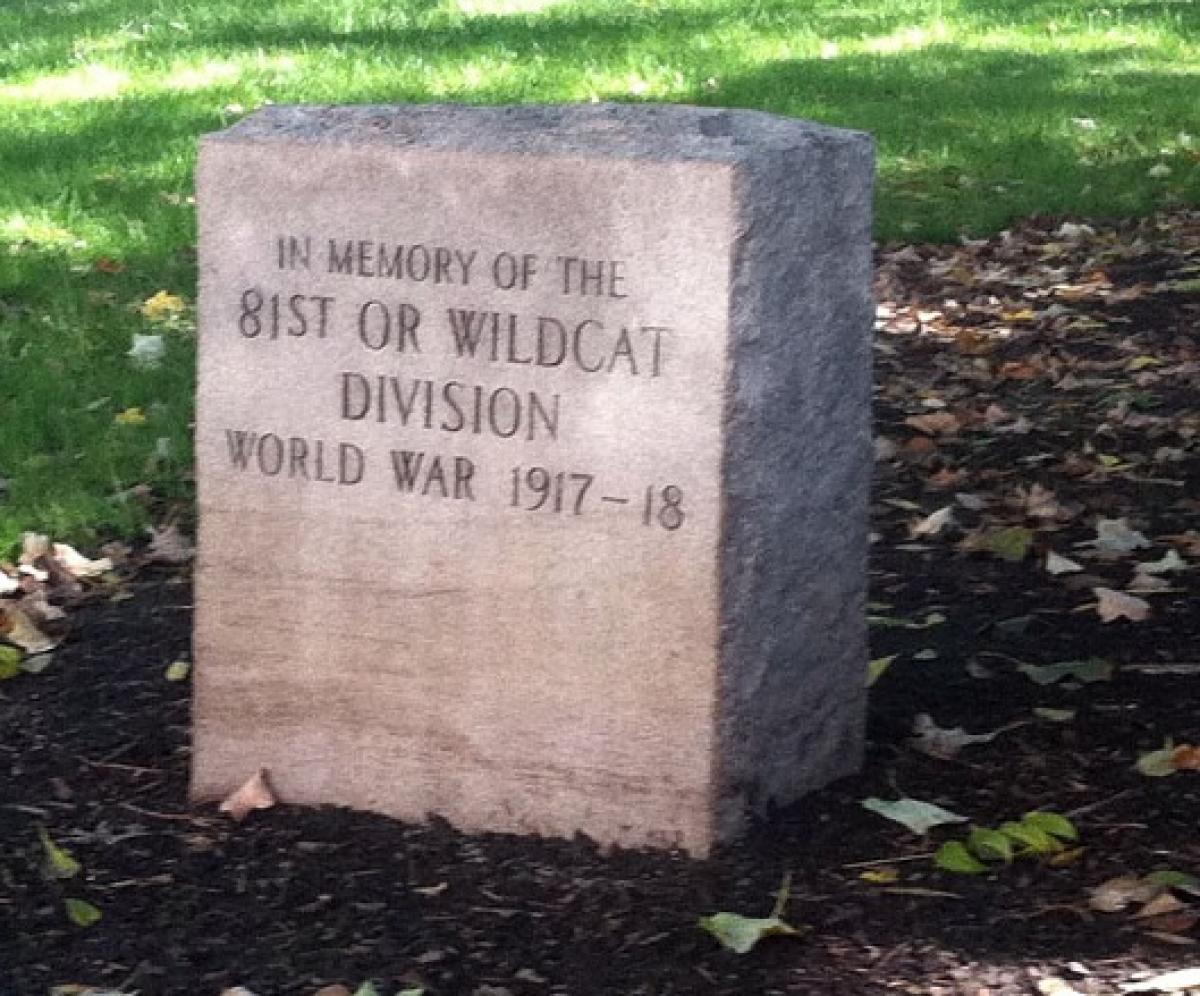 IN MEMORY OF THE
81ST OR WILDCAT
DIVISION
WORLD WAR 1917-18